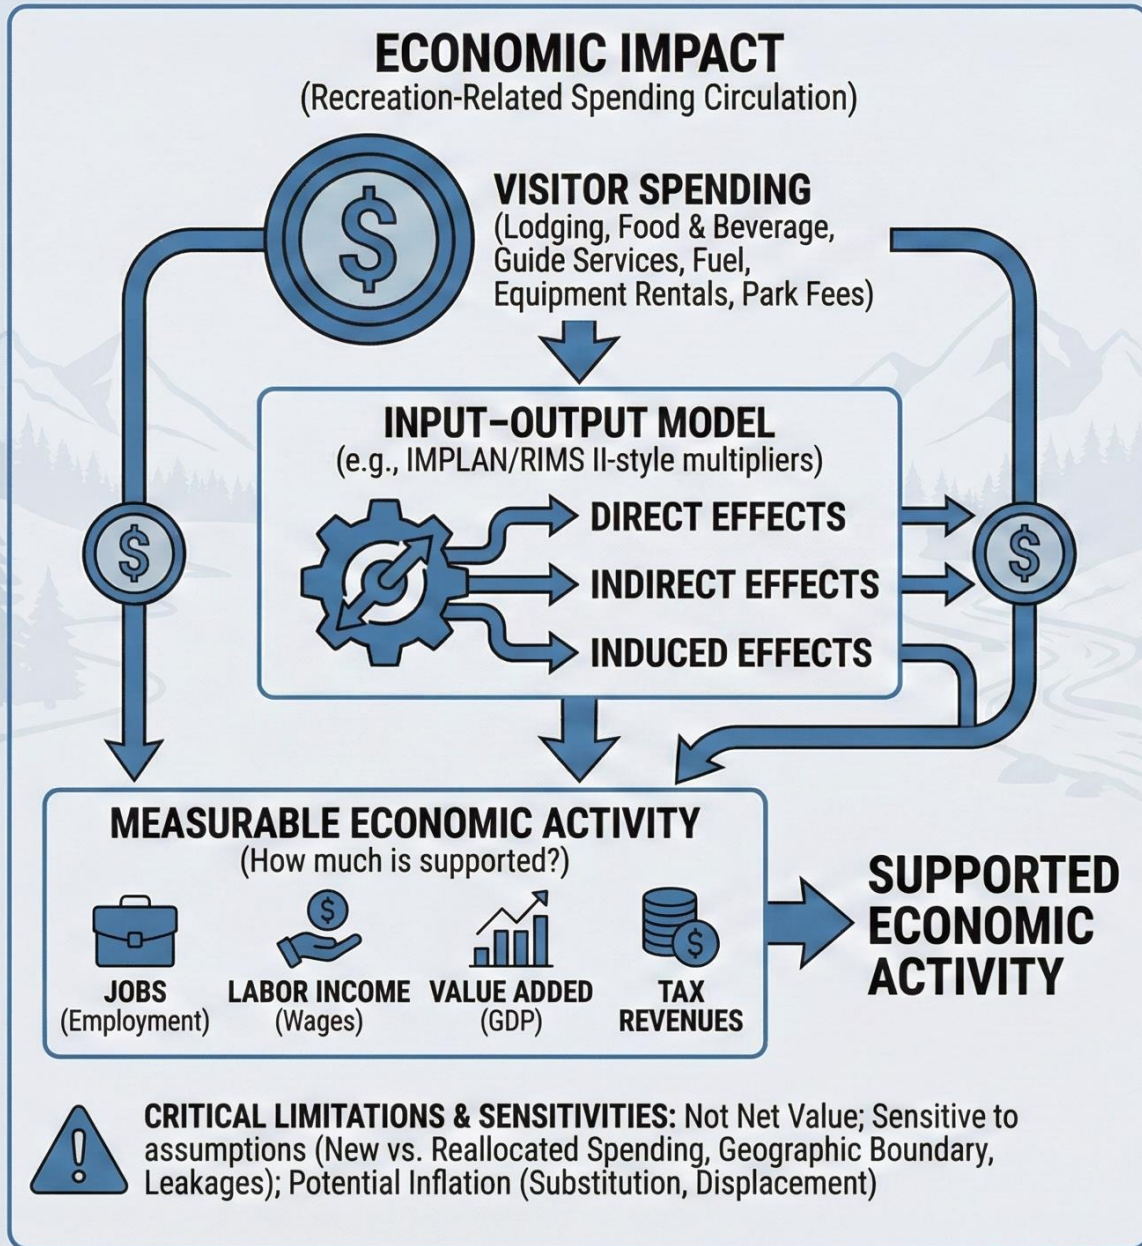 ECONOMIC IMPACT
(Recreation-Related Spending Circulation)
$
VISITOR SPENDING
(Lodging, Food & Beverage,
Guide Services, Fuel,
Equipment Rentals, Park Fees)
INPUT–OUTPUT MODEL
(e.g., IMPLAN/RIMS II-style multipliers)
DIRECT EFFECTS
INDIRECT EFFECTS
INDUCED EFFECTS
$
$
MEASURABLE ECONOMIC ACTIVITY
(How much is supported?)
$
$
JOBS
(Employment)
LABOR INCOME
(Wages)
VALUE ADDED
(GDP)
TAX
REVENUES
SUPPORTED
ECONOMIC
ACTIVITY
!
CRITICAL LIMITATIONS & SENSITIVITIES: Not Net Value; Sensitive to
assumptions (New vs. Reallocated Spending, Geographic Boundary,
Leakages); Potential Inflation (Substitution, Displacement)